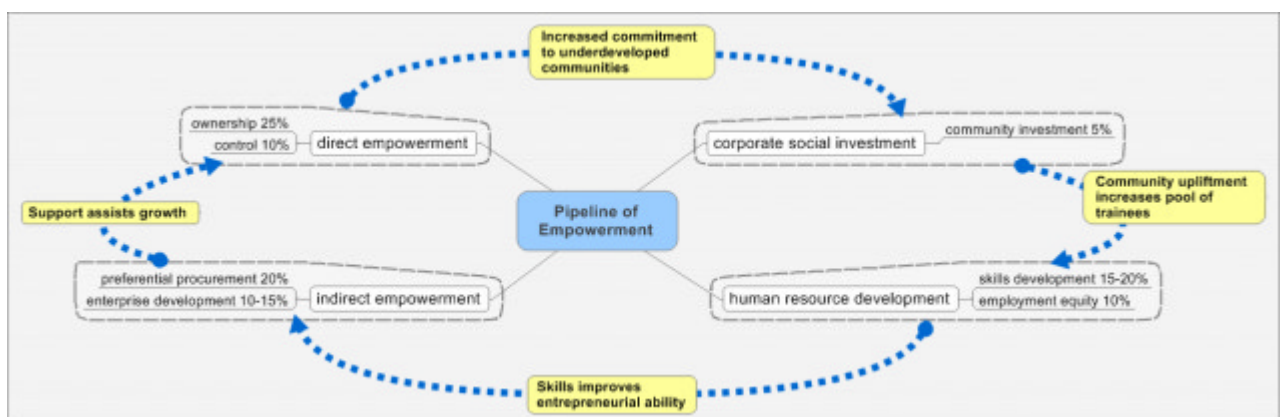 Increased commitment
to underdeveloped
communities
ownership 25%
control 10%
direct empowerment
corporate social investment
community investment 5%
Support assists growth
Pipeline of
Empowerment
Community upliftment
increases pool of
trainees
preferential procurement 20%
enterprise development 10-15%
indirect empowerment
human resource development
skills development 15-20%
employment equity 10%
Skills improves
entrepreneurial ability